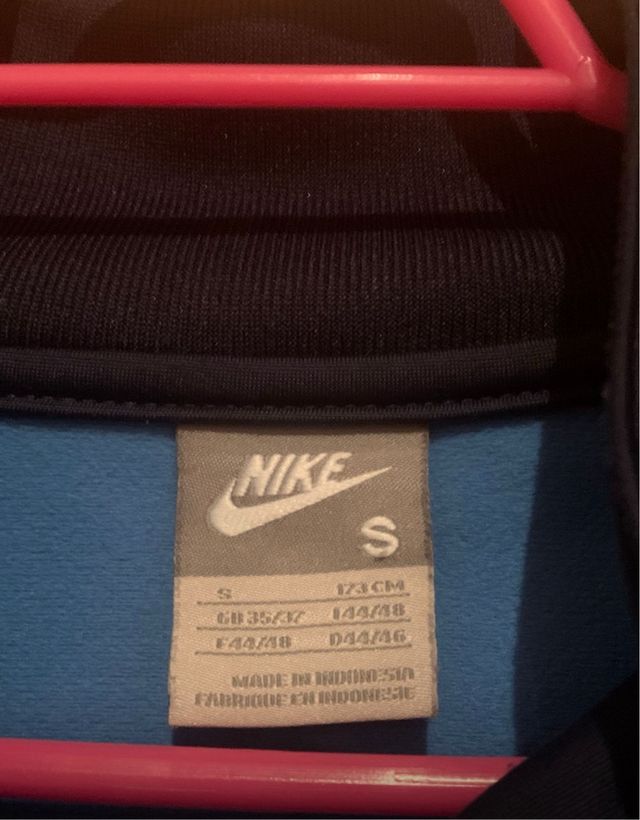 NIKE
S
S 173 CM
GB 35/37 I 44/48
F 44/48 D 44/46
MADE IN INDONESIA
FABRIQUE EN INDONESIE